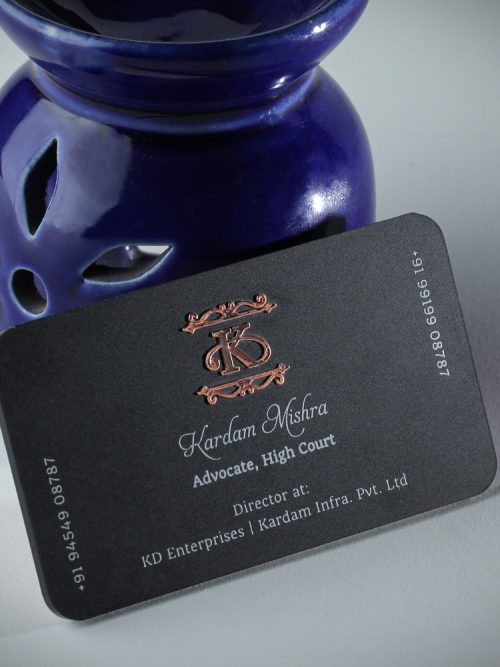 K
Kardam Mishra
Advocate, High Court
Director at:
KD Enterprises | Kardam Infra. Pvt. Ltd
+91 94549 08787
+91 99199 08787